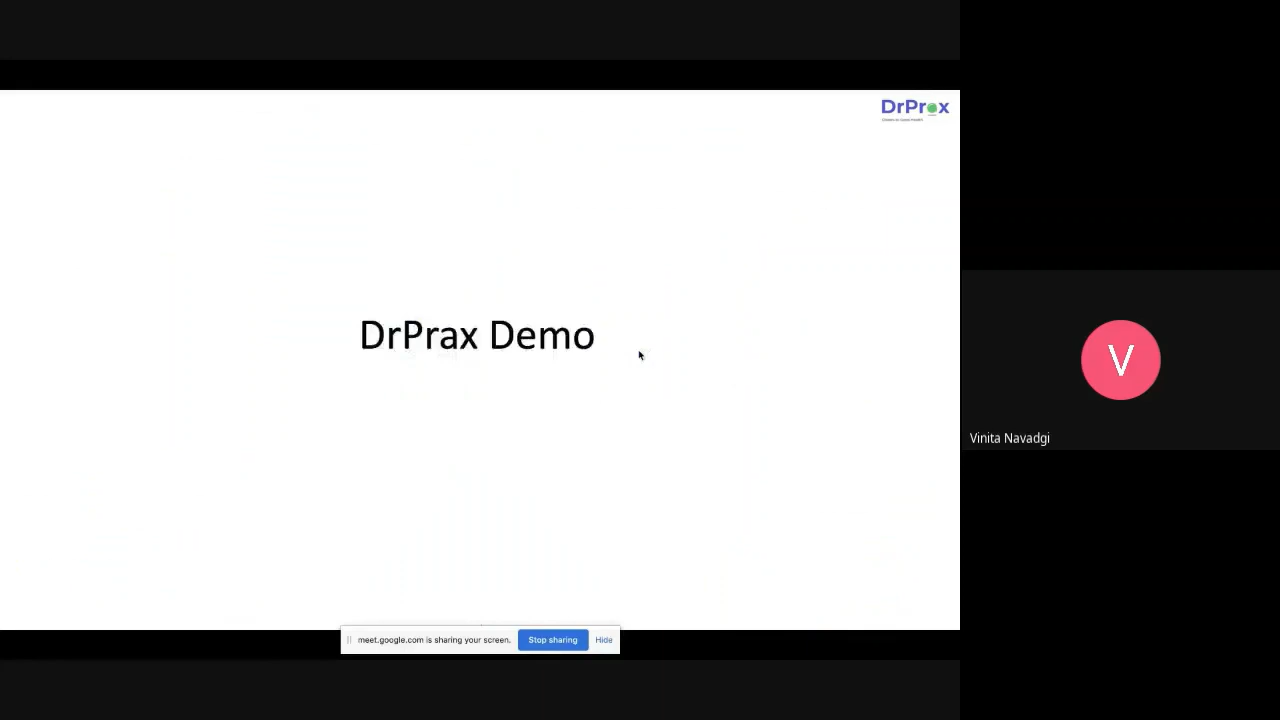 DrPrax
DrPrax Demo
V
Vinita Navadgi
meet.google.com is sharing your screen.
Stop sharing
Hide